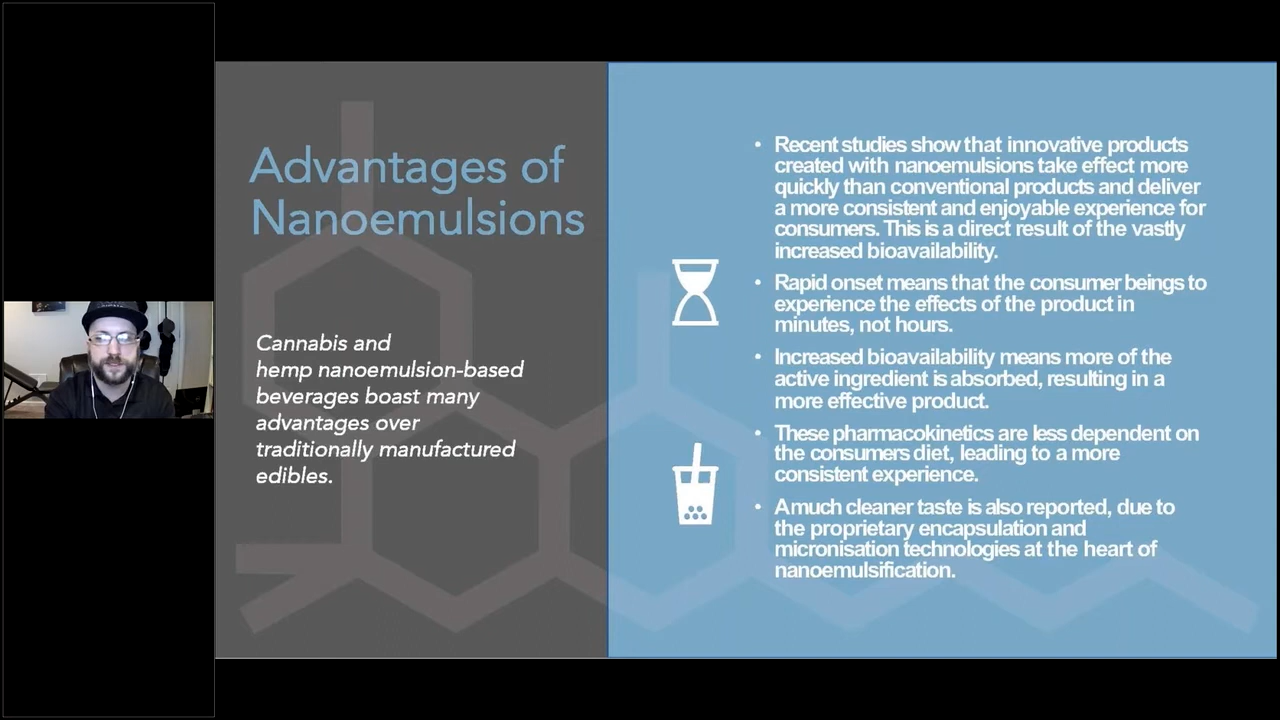 Advantages of
Nanoemulsions
Cannabis and
hemp nanoemulsion-based
beverages boast many
advantages over
traditionally manufactured
edibles.
• Recent studies show that innovative products
created with nanoemulsions take effect more
quickly than conventional products and deliver
a more consistent and enjoyable experience for
consumers. This is a direct result of the vastly
increased bioavailability.
• Rapid onset means that the consumer beings to
experience the effects of the product in
minutes, not hours.
• Increased bioavailability means more of the
active ingredient is absorbed, resulting in a
more effective product.
• These pharmacokinetics are less dependent on
the consumers diet, leading to a more
consistent experience.
• A much cleaner taste is also reported, due to
the proprietary encapsulation and
micronisation technologies at the heart of
nanoemulsification.